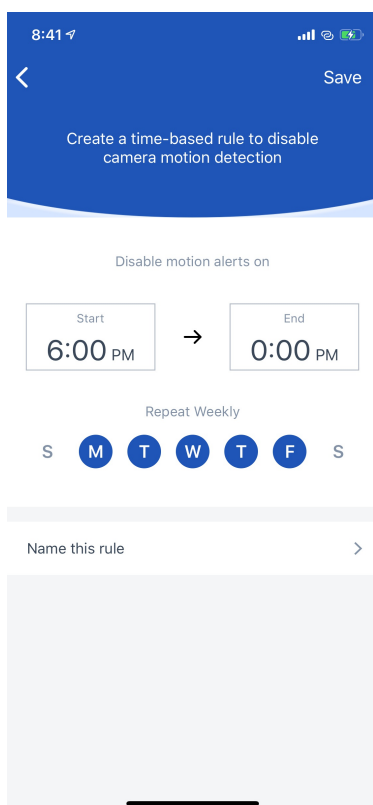 8:41
Save
Create a time-based rule to disable
camera motion detection
Disable motion alerts on
Start
End
6:00 PM
0:00 PM
Repeat Weekly
S M T W T F S
Name this rule